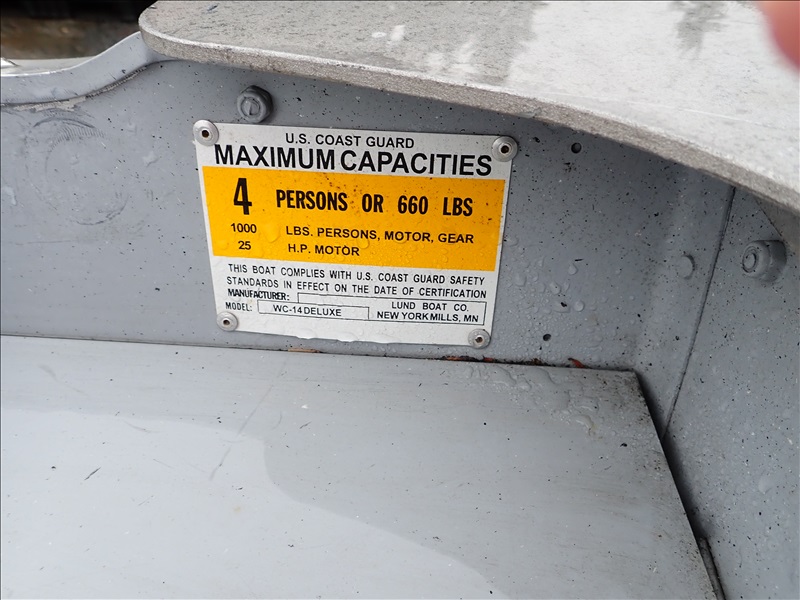 U.S. COAST GUARD
MAXIMUM CAPACITIES
4 PERSONS OR 660 LBS
1000 LBS. PERSONS, MOTOR, GEAR
25 H.P. MOTOR
THIS BOAT COMPLIES WITH U.S. COAST GUARD SAFETY
STANDARDS IN EFFECT ON THE DATE OF CERTIFICATION
MANUFACTURER: LUND BOAT CO.
MODEL: WC-14 DELUXE NEW YORK MILLS, MN